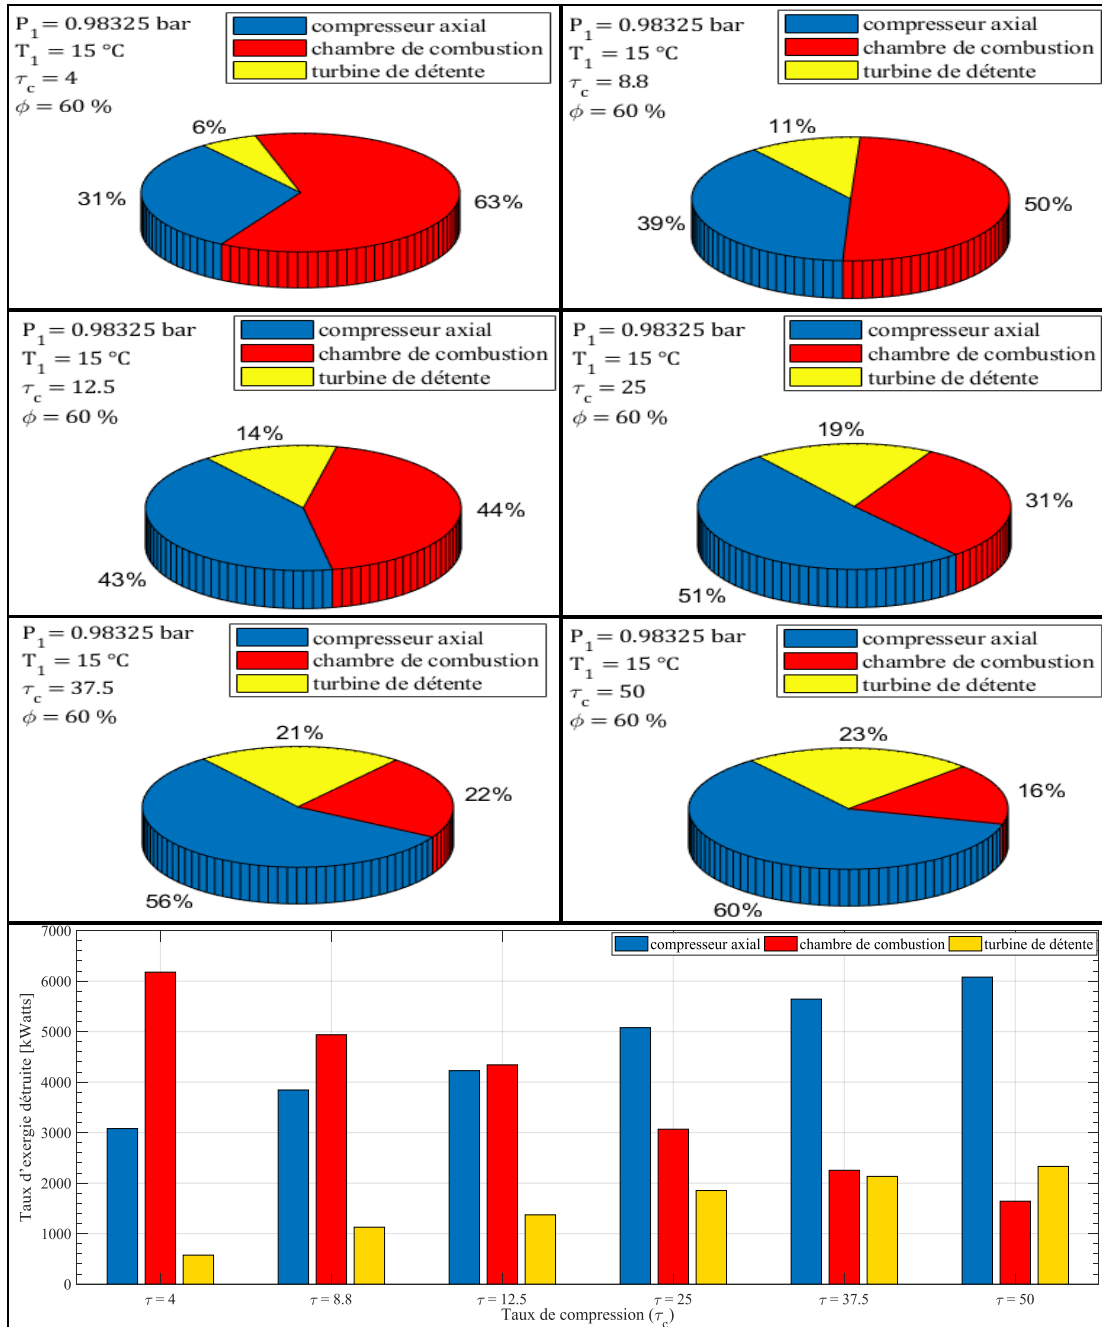 P1 = 0.98325 bar
T1 = 15 °C
τc = 4
ϕ = 60 %
compresseur axial
chambre de combustion
turbine de détente
6%
31%
63%
P1 = 0.98325 bar
T1 = 15 °C
τc = 8.8
ϕ = 60 %
compresseur axial
chambre de combustion
turbine de détente
11%
39%
50%
P1 = 0.98325 bar
T1 = 15 °C
τc = 12.5
ϕ = 60 %
compresseur axial
chambre de combustion
turbine de détente
14%
44%
43%
P1 = 0.98325 bar
T1 = 15 °C
τc = 25
ϕ = 60 %
compresseur axial
chambre de combustion
turbine de détente
19%
31%
51%
P1 = 0.98325 bar
T1 = 15 °C
τc = 37.5
ϕ = 60 %
compresseur axial
chambre de combustion
turbine de détente
21%
22%
56%
P1 = 0.98325 bar
T1 = 15 °C
τc = 50
ϕ = 60 %
compresseur axial
chambre de combustion
turbine de détente
23%
16%
60%
compresseur axial chambre de combustion turbine de détente
Taux d'exergie détruite [kWatts]
7000
6000
5000
4000
3000
2000
1000
0
τ = 4 τ = 8.8 τ = 12.5 τ = 25 τ = 37.5 τ = 50
Taux de compression (τc)